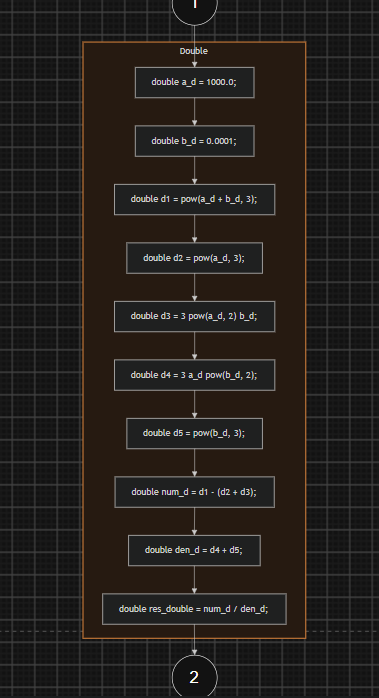 1
Double
double a_d = 1000.0;
double b_d = 0.0001;
double d1 = pow(a_d + b_d, 3);
double d2 = pow(a_d, 3);
double d3 = 3 pow(a_d, 2) b_d;
double d4 = 3 a_d pow(b_d, 2);
double d5 = pow(b_d, 3);
double num_d = d1 - (d2 + d3);
double den_d = d4 + d5;
double res_double = num_d / den_d;
2